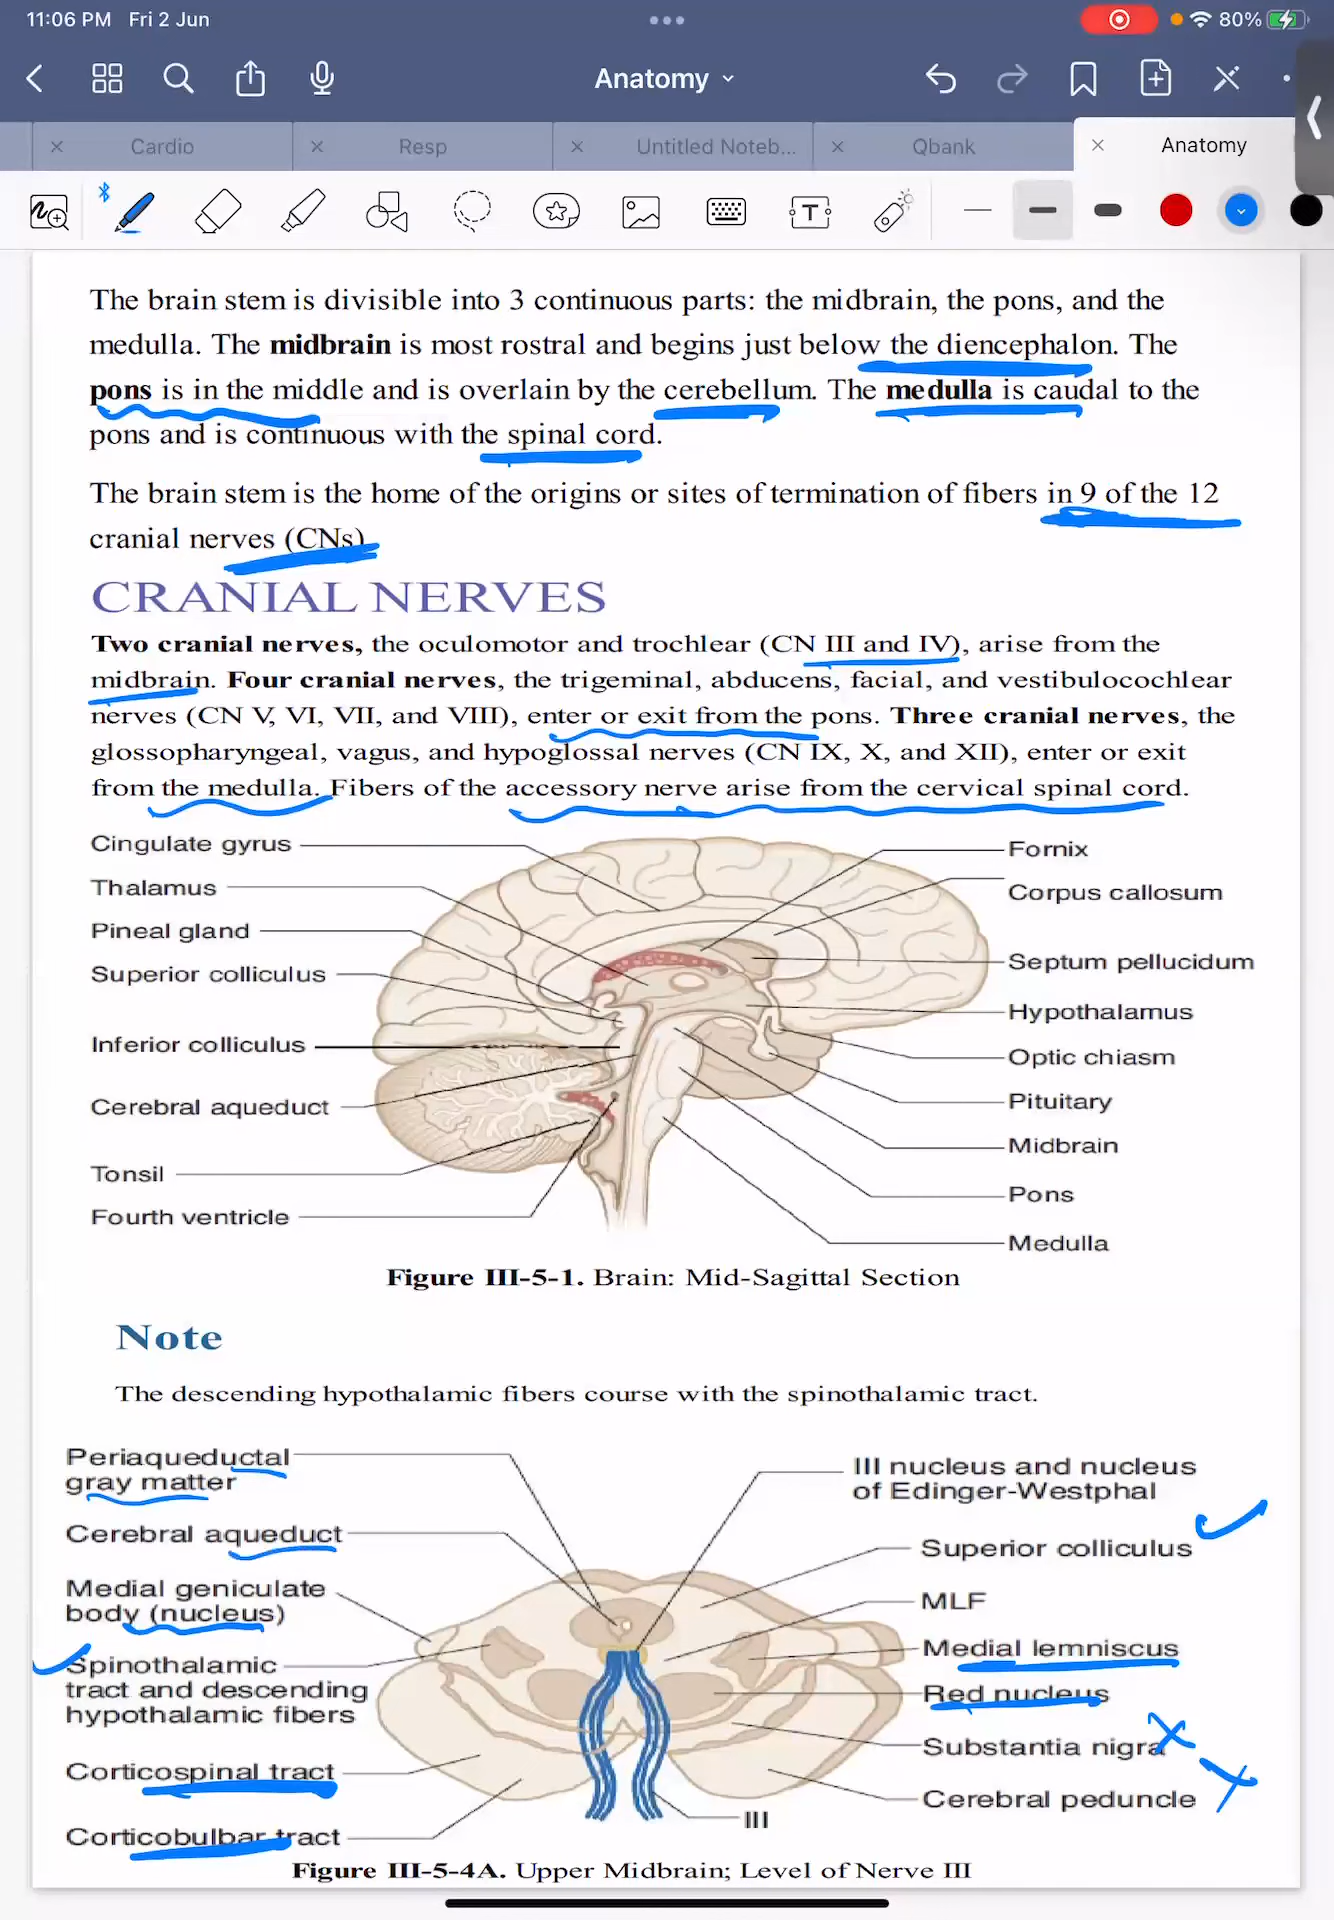 11:06 PM Fri 2 Jun
80%
Anatomy
Cardio
Resp
Untitled Noteb...
Qbank
Anatomy
The brain stem is divisible into 3 continuous parts: the midbrain, the pons, and the
medulla. The midbrain is most rostral and begins just below the diencephalon. The
pons is in the middle and is overlain by the cerebellum. The medulla is caudal to the
pons and is continuous with the spinal cord.
The brain stem is the home of the origins or sites of termination of fibers in 9 of the 12
cranial nerves (CNs)
CRANIAL NERVES
Two cranial nerves, the oculomotor and trochlear (CN III and IV), arise from the
midbrain. Four cranial nerves, the trigeminal, abducens, facial, and vestibulocochlear
nerves (CN V, VI, VII, and VIII), enter or exit from the pons. Three cranial nerves, the
glossopharyngeal, vagus, and hypoglossal nerves (CN IX, X, and XII), enter or exit
from the medulla. Fibers of the accessory nerve arise from the cervical spinal cord.
Cingulate gyrus
Thalamus
Pineal gland
Superior colliculus
Inferior colliculus
Cerebral aqueduct
Tonsil
Fourth ventricle
Fornix
Corpus callosum
Septum pellucidum
Hypothalamus
Optic chiasm
Pituitary
Midbrain
Pons
Medulla
Figure III-5-1. Brain: Mid-Sagittal Section
Note
The descending hypothalamic fibers course with the spinothalamic tract.
Periaqueductal
gray matter
Cerebral aqueduct
Medial geniculate
body (nucleus)
Spinothalamic
tract and descending
hypothalamic fibers
Corticospinal tract
Corticobulbar tract
III nucleus and nucleus
of Edinger-Westphal
Superior colliculus
MLF
Medial lemniscus
Red nucleus
Substantia nigra
Cerebral peduncle
III
Figure III-5-4A. Upper Midbrain; Level of Nerve III